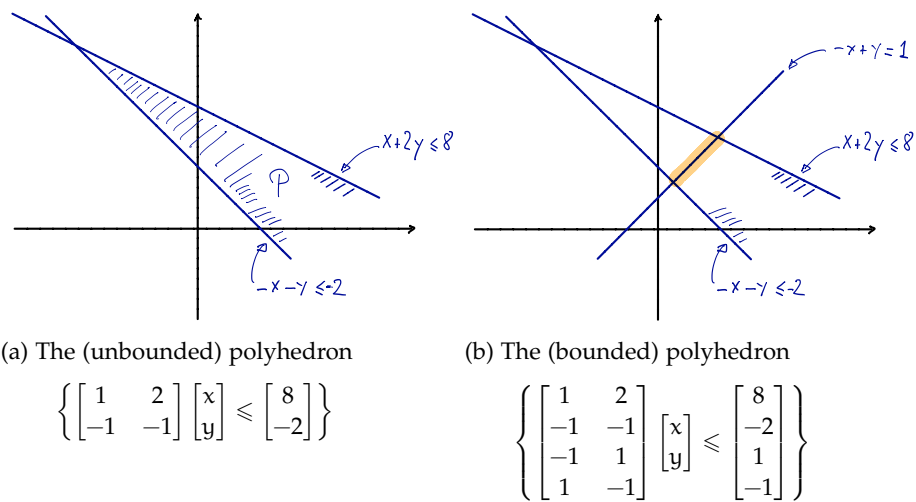 x+2y≤8
P
-x-y≤-2
-x+y=1
x+2y≤8
-x-y≤-2
(a) The (unbounded) polyhedron
{[1 2
-1 -1] [x
y] ⩽ [8
-2]}
(b) The (bounded) polyhedron
{[1 2
-1 -1
-1 1
1 -1] [x
y] ⩽ [8
-2
1
-1]}